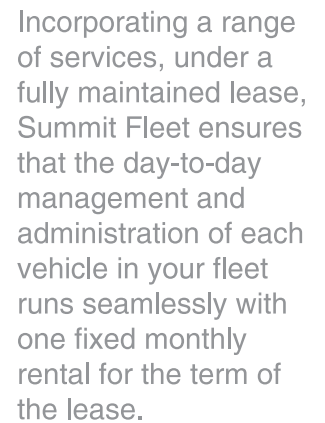 Incorporating a range
of services, under a
fully maintained lease,
Summit Fleet ensures
that the day-to-day
management and
administration of each
vehicle in your fleet
runs seamlessly with
one fixed monthly
rental for the term of
the lease.